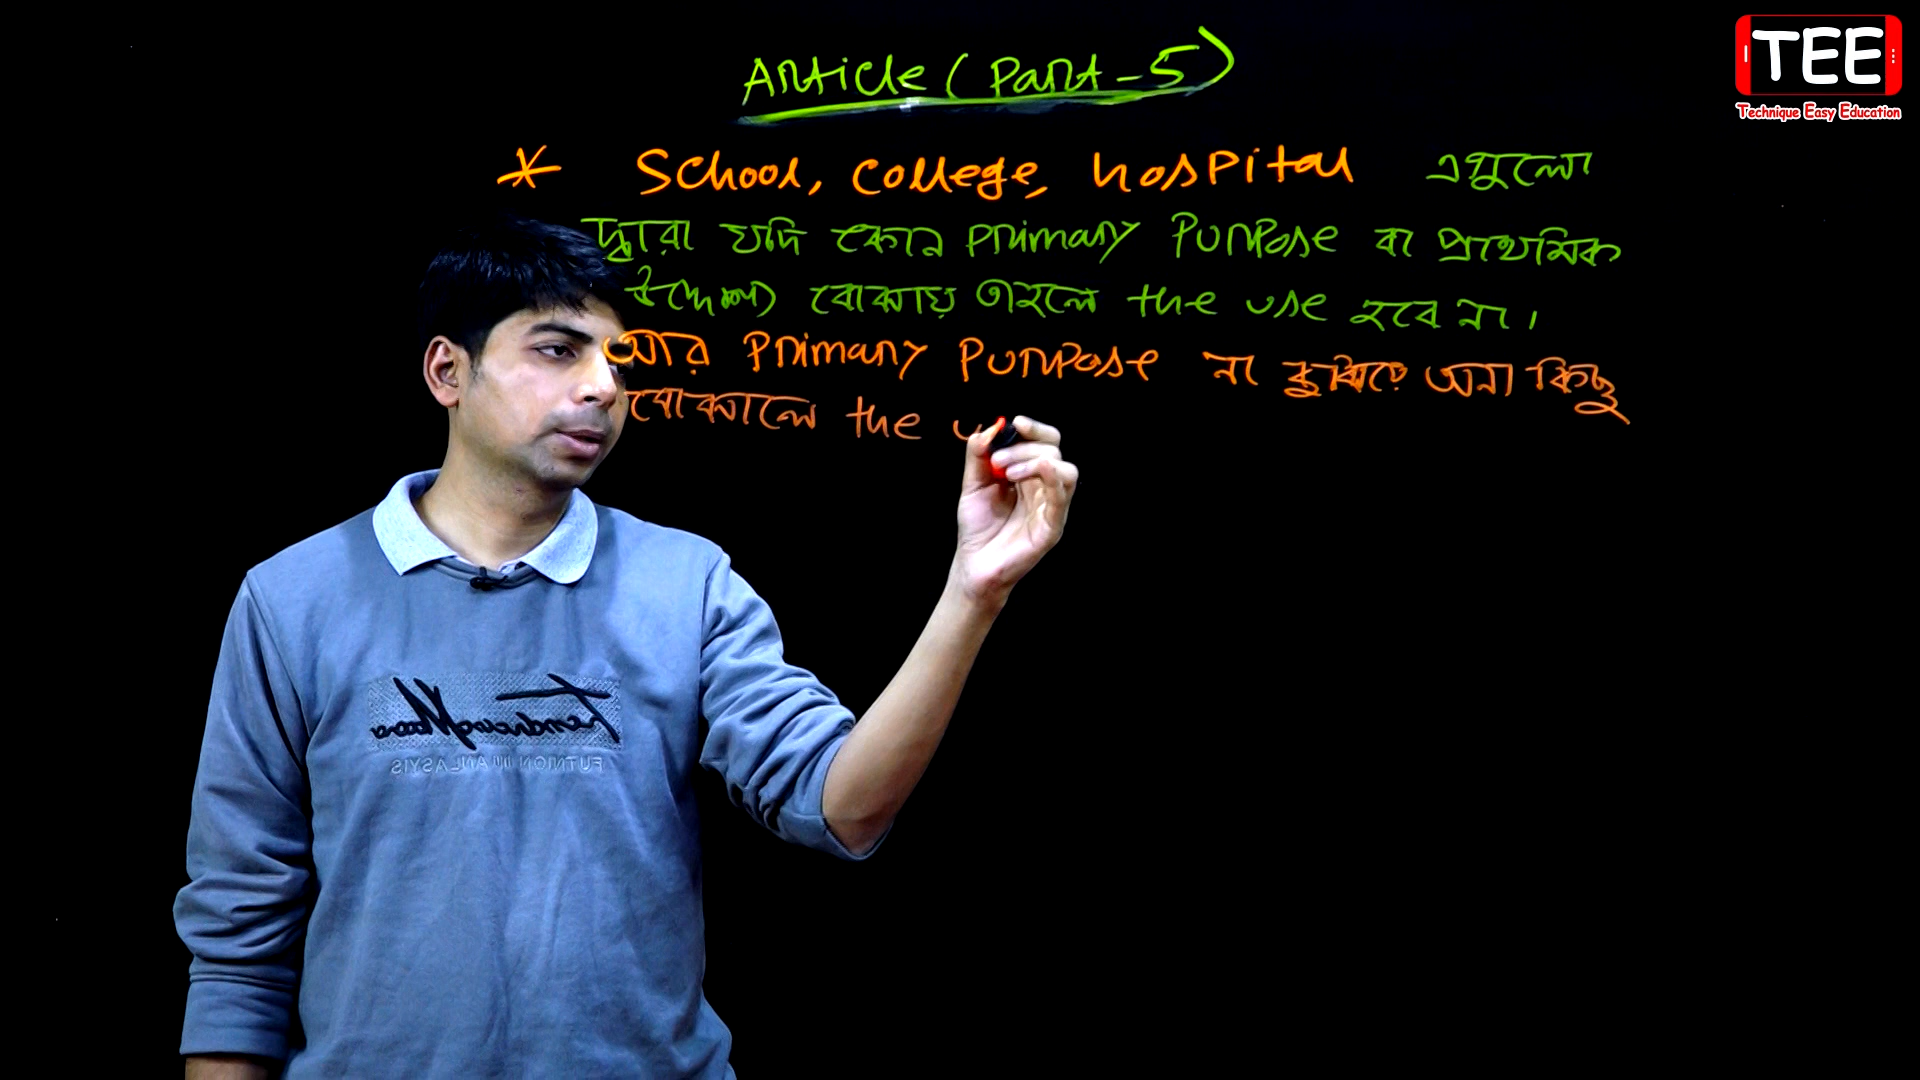 Article (Part-5)
TEE
Technique Easy Education
* School, College, hospital এগুলো
দ্বারা যদি কোন primary Purpose বা প্রাথমিক
উদ্দেশ্য বোঝায় তাহলে the use হবে না।
আর Primary Purpose না বুঝিয়ে অন্য কিছু
বোঝালে the u